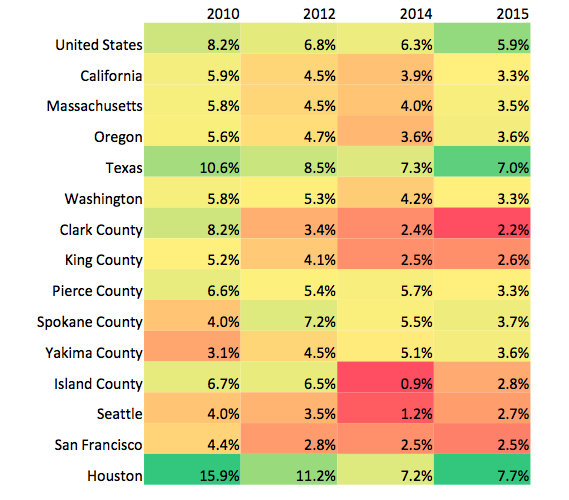 2010 2012 2014 2015
United States 8.2% 6.8% 6.3% 5.9%
California 5.9% 4.5% 3.9% 3.3%
Massachusetts 5.8% 4.5% 4.0% 3.5%
Oregon 5.6% 4.7% 3.6% 3.6%
Texas 10.6% 8.5% 7.3% 7.0%
Washington 5.8% 5.3% 4.2% 3.3%
Clark County 8.2% 3.4% 2.4% 2.2%
King County 5.2% 4.1% 2.5% 2.6%
Pierce County 6.6% 5.4% 5.7% 3.3%
Spokane County 4.0% 7.2% 5.5% 3.7%
Yakima County 3.1% 4.5% 5.1% 3.6%
Island County 6.7% 6.5% 0.9% 2.8%
Seattle 4.0% 3.5% 1.2% 2.7%
San Francisco 4.4% 2.8% 2.5% 2.5%
Houston 15.9% 11.2% 7.2% 7.7%